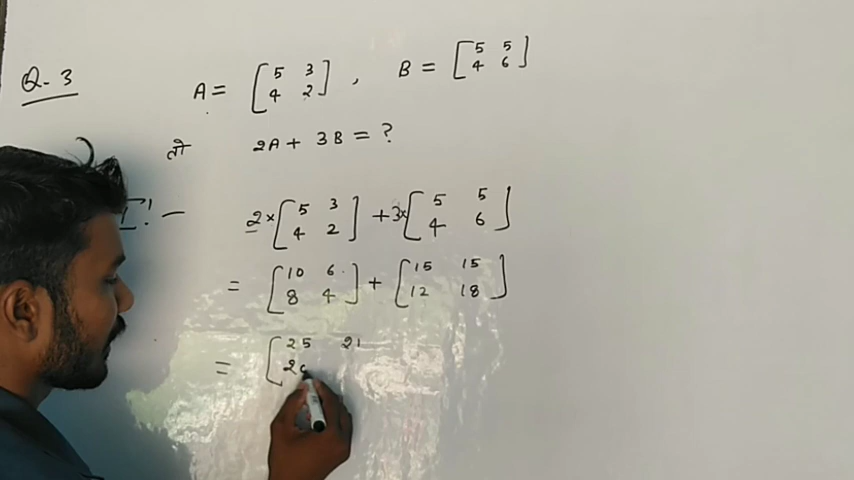 Q-3 A = [5 3 4 2] , B = [5 5 4 6]
तो 2A + 3B = ?
!- 2×[5 3 4 2] + 3×[5 5 4 6]
= [10 6 8 4] + [15 15 12 18]
= [25 21 20